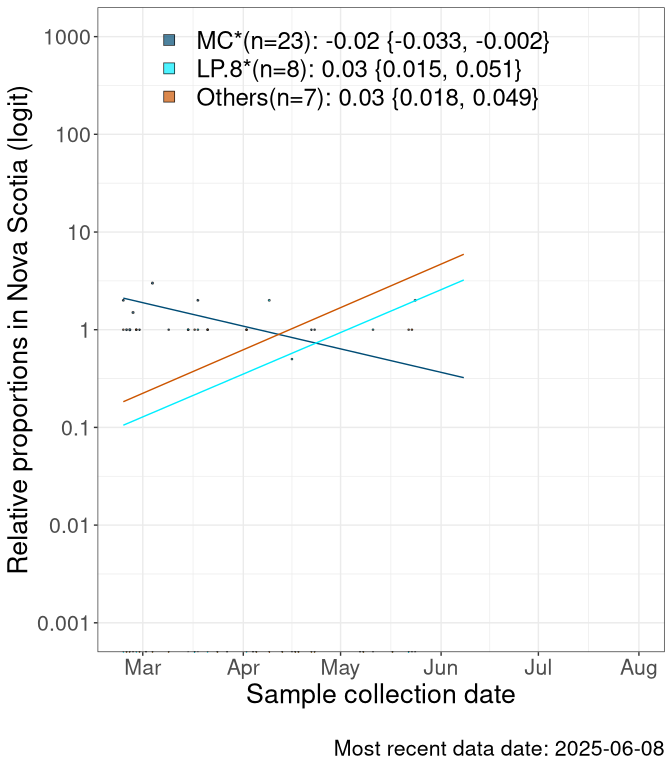 1000
100
10
1
0.1
0.01
0.001
Relative proportions in Nova Scotia (logit)
MC*(n=23): -0.02 {-0.033, -0.002}
LP.8*(n=8): 0.03 {0.015, 0.051}
Others(n=7): 0.03 {0.018, 0.049}
Mar Apr May Jun Jul Aug
Sample collection date
Most recent data date: 2025-06-08